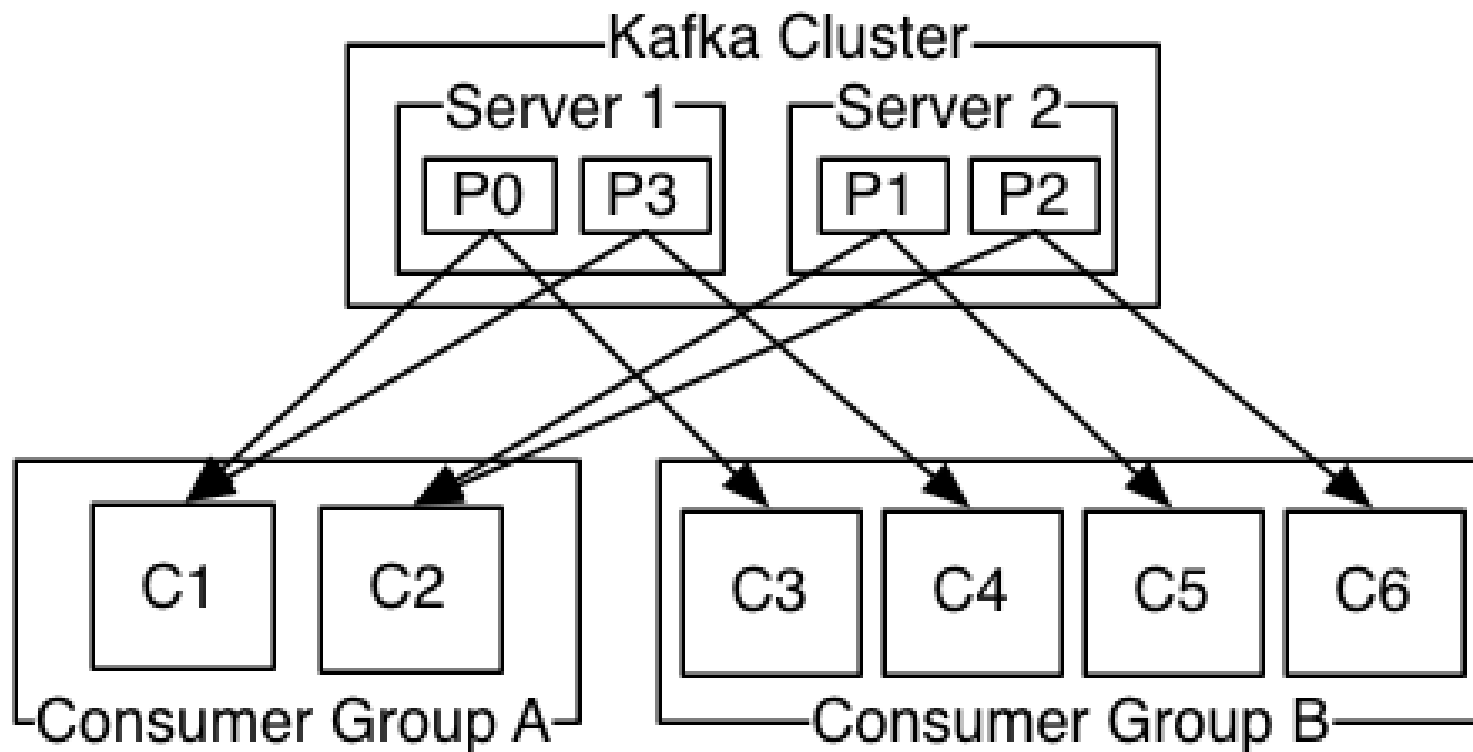 Kafka Cluster
Server 1
Server 2
P0
P3
P1
P2
C1
C2
C3
C4
C5
C6
Consumer Group A
Consumer Group B